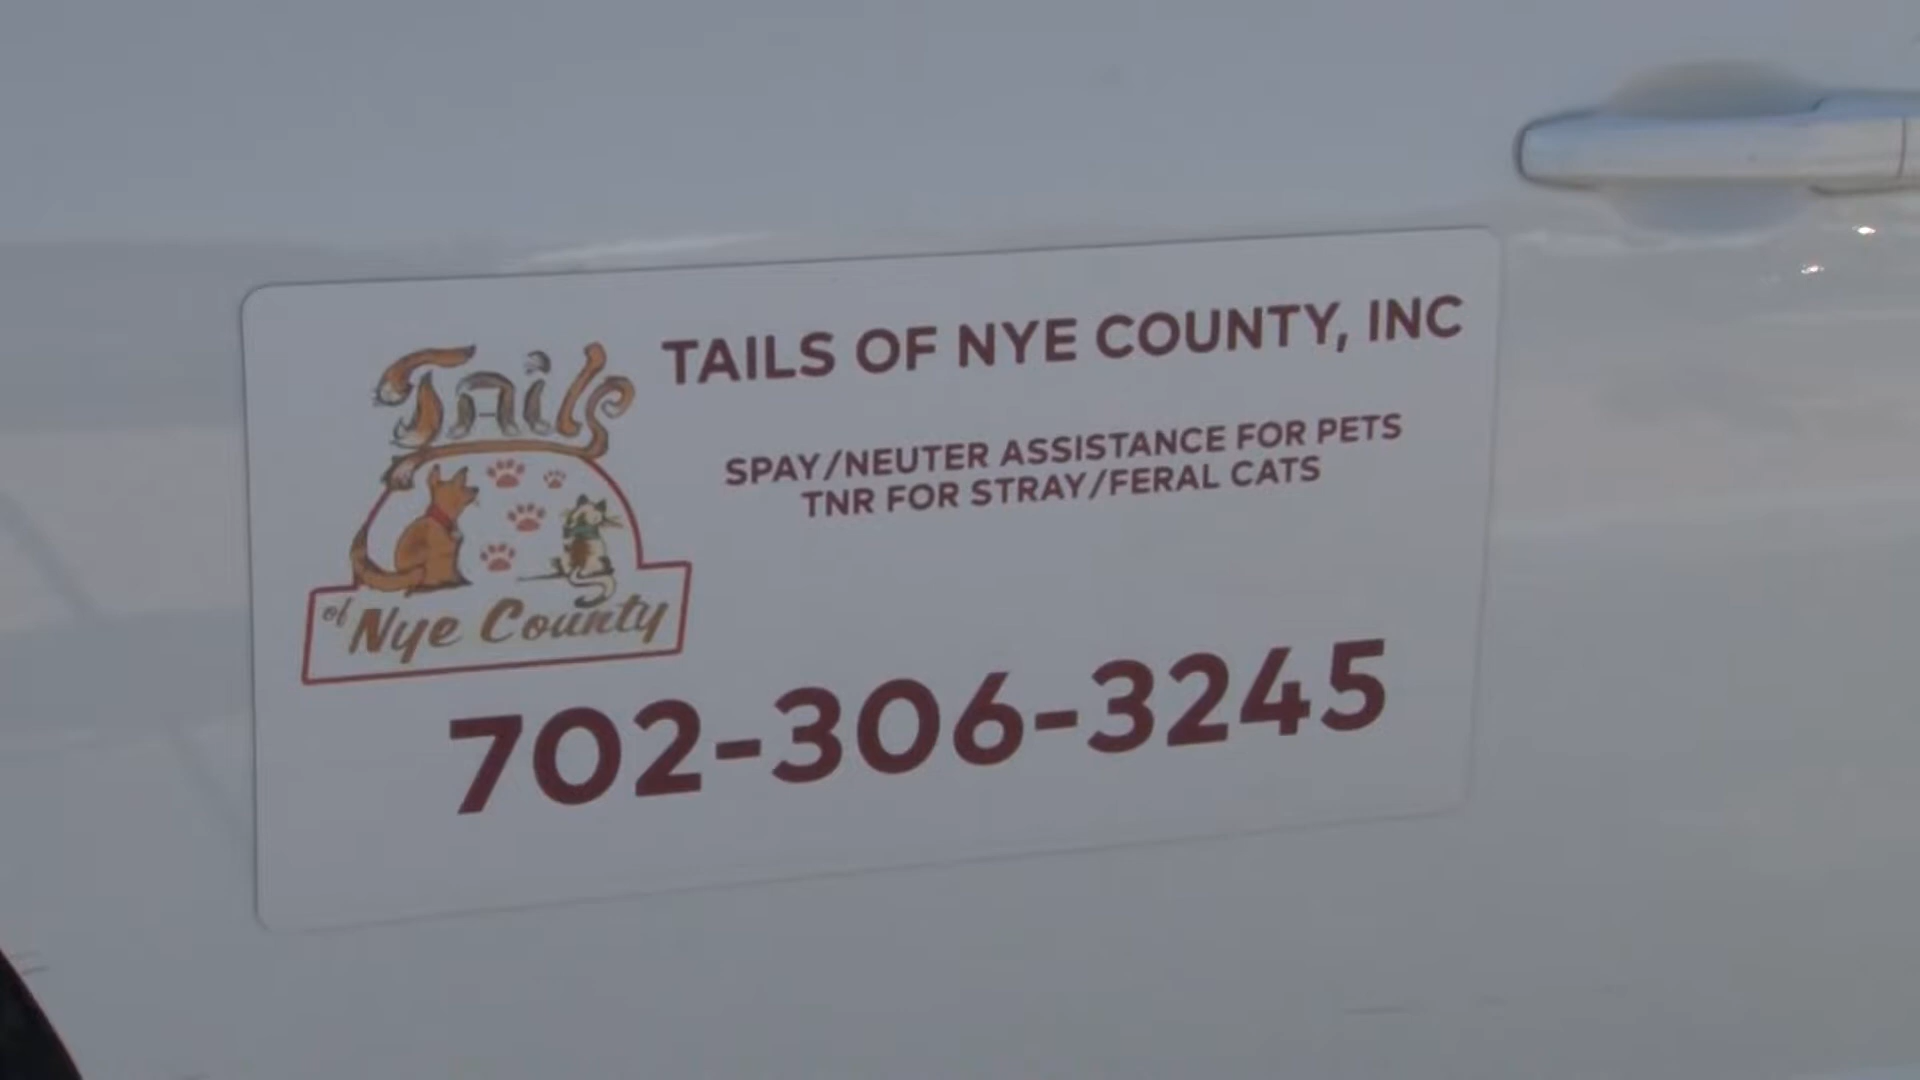 Tails
of Nye County
TAILS OF NYE COUNTY, INC
SPAY/NEUTER ASSISTANCE FOR PETS
TNR FOR STRAY/FERAL CATS
702-306-3245